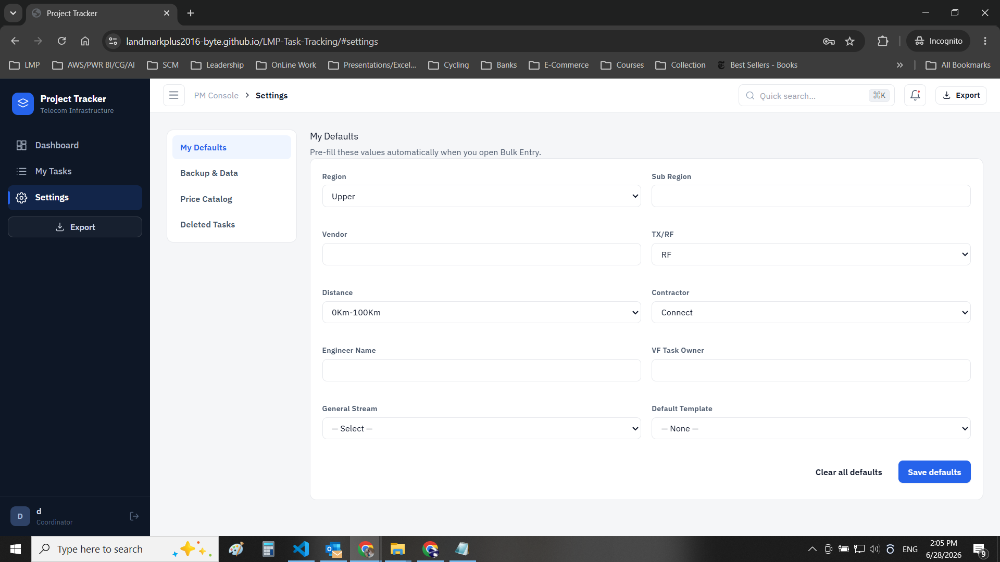 Project Tracker
landmarkplus2016-byte.github.io/LMP-Task-Tracking/#settings
Incognito
LMP
AWS/PWR BI/CG/AI
SCM
Leadership
OnLine Work
Presentations/Excel...
Cycling
Banks
E-Commerce
Courses
Collection
Best Sellers - Books
All Bookmarks
Project Tracker
Telecom Infrastructure
PM Console
Settings
Quick search...
⌘K
Export
Dashboard
My Tasks
Settings
Export
My Defaults
Backup & Data
Price Catalog
Deleted Tasks
My Defaults
Pre-fill these values automatically when you open Bulk Entry.
Region
Sub Region
Upper
Vendor
TX/RF
RF
Distance
Contractor
0Km-100Km
Connect
Engineer Name
VF Task Owner
General Stream
Default Template
— Select —
— None —
Clear all defaults
Save defaults
D
d
Coordinator
Type here to search
ENG
2:05 PM
6/28/2026
9